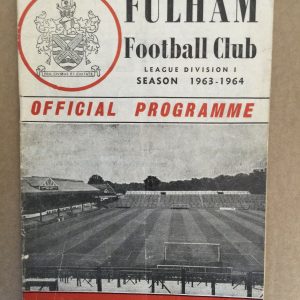 FULHAM
Football Club
LEAGUE DIVISION I
SEASON 1963-1964
OFFICIAL PROGRAMME